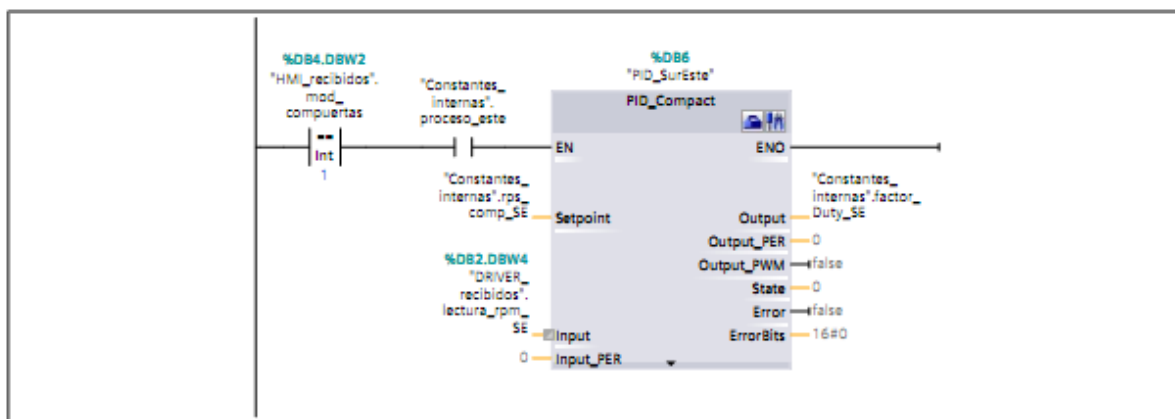 %DB4.DBW2
"HMI_recibidos".
mod_
compuertas
==
Int
1
"Constantes_
internas".
proceso_este
%DB6
"PID_SurEste"
PID_Compact
EN
ENO
"Constantes_
internas".rps_
comp_SE
Setpoint
%DB2.DBW4
"DRIVER_
recibidos".
lectura_rpm_
SE
Input
0
Input_PER
Output
"Constantes_
internas".factor_
Duty_SE
Output_PER
0
Output_PWM
false
State
0
Error
false
ErrorBits
16#0